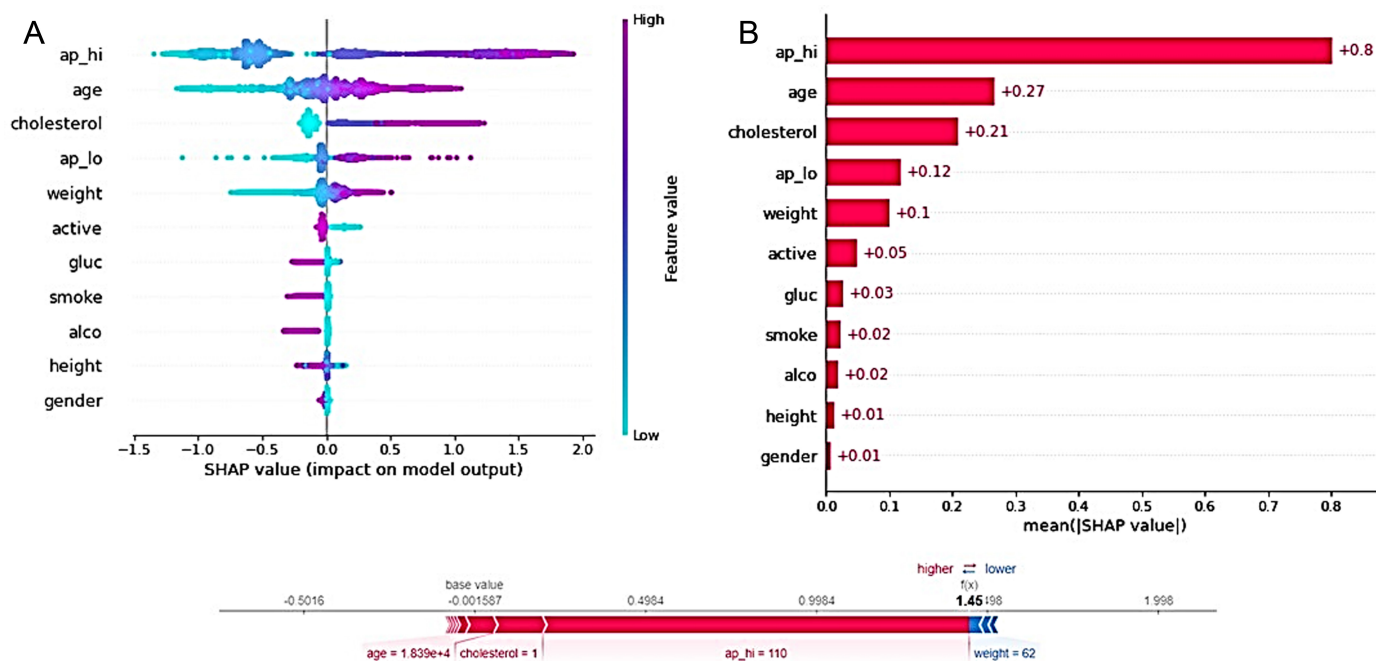 A
ap_hi
age
cholesterol
ap_lo
weight
active
gluc
smoke
alco
height
gender
−1.5 −1.0 −0.5 0.0 0.5 1.0 1.5 2.0
SHAP value (impact on model output)
High
Feature value
Low
B
ap_hi +0.8
age +0.27
cholesterol +0.21
ap_lo +0.12
weight +0.1
active +0.05
gluc +0.03
smoke +0.02
alco +0.02
height +0.01
gender +0.01
0.0 0.1 0.2 0.3 0.4 0.5 0.6 0.7 0.8
mean(|SHAP value|)
higher ⇄ lower
base value f(x)
-0.5016 -0.001587 0.4984 0.9984 1.45 498 1.998
age = 1.839e+4 cholesterol = 1 ap_hi = 110 weight = 62